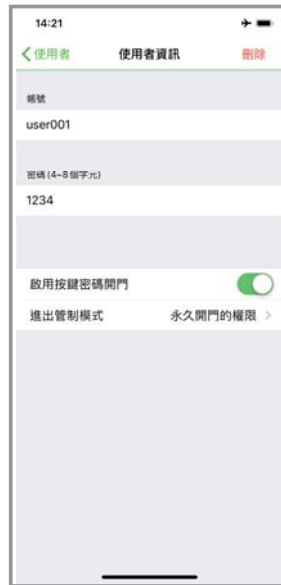 14:21
使用者
使用者資訊
刪除
帳號
user001
密碼 (4~8個字元)
1234
啟用按鍵密碼開門
進出管制模式
永久開門的權限